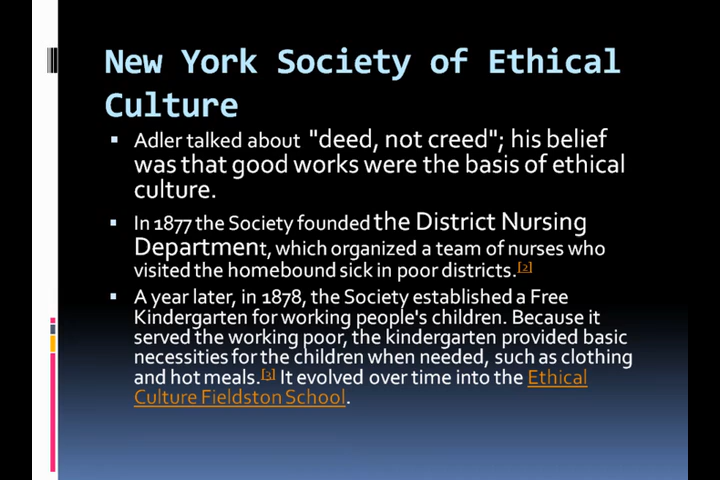 New York Society of Ethical
Culture
▪ Adler talked about "deed, not creed"; his belief
was that good works were the basis of ethical
culture.
▪ In 1877 the Society founded the District Nursing
Department, which organized a team of nurses who
visited the homebound sick in poor districts.[2]
▪ A year later, in 1878, the Society established a Free
Kindergarten for working people's children. Because it
served the working poor, the kindergarten provided basic
necessities for the children when needed, such as clothing
and hot meals.[3] It evolved over time into the Ethical
Culture Fieldston School.